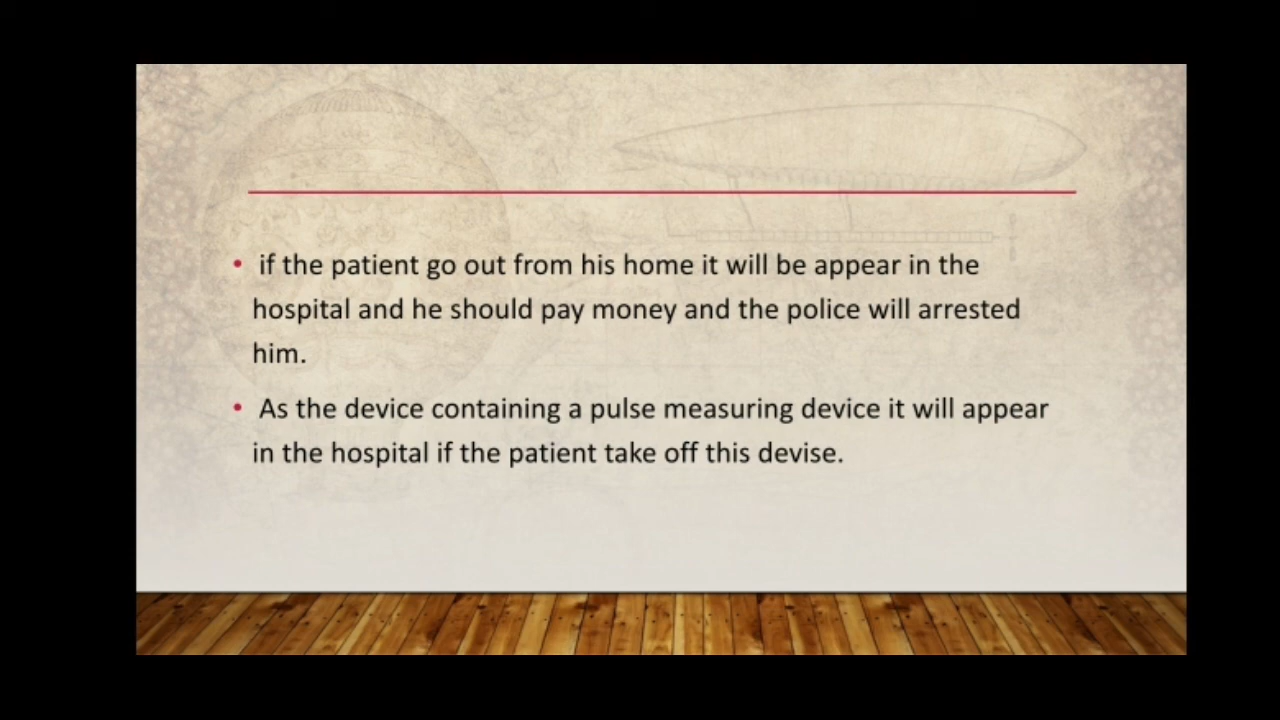 • if the patient go out from his home it will be appear in the
hospital and he should pay money and the police will arrested
him.
• As the device containing a pulse measuring device it will appear
in the hospital if the patient take off this devise.